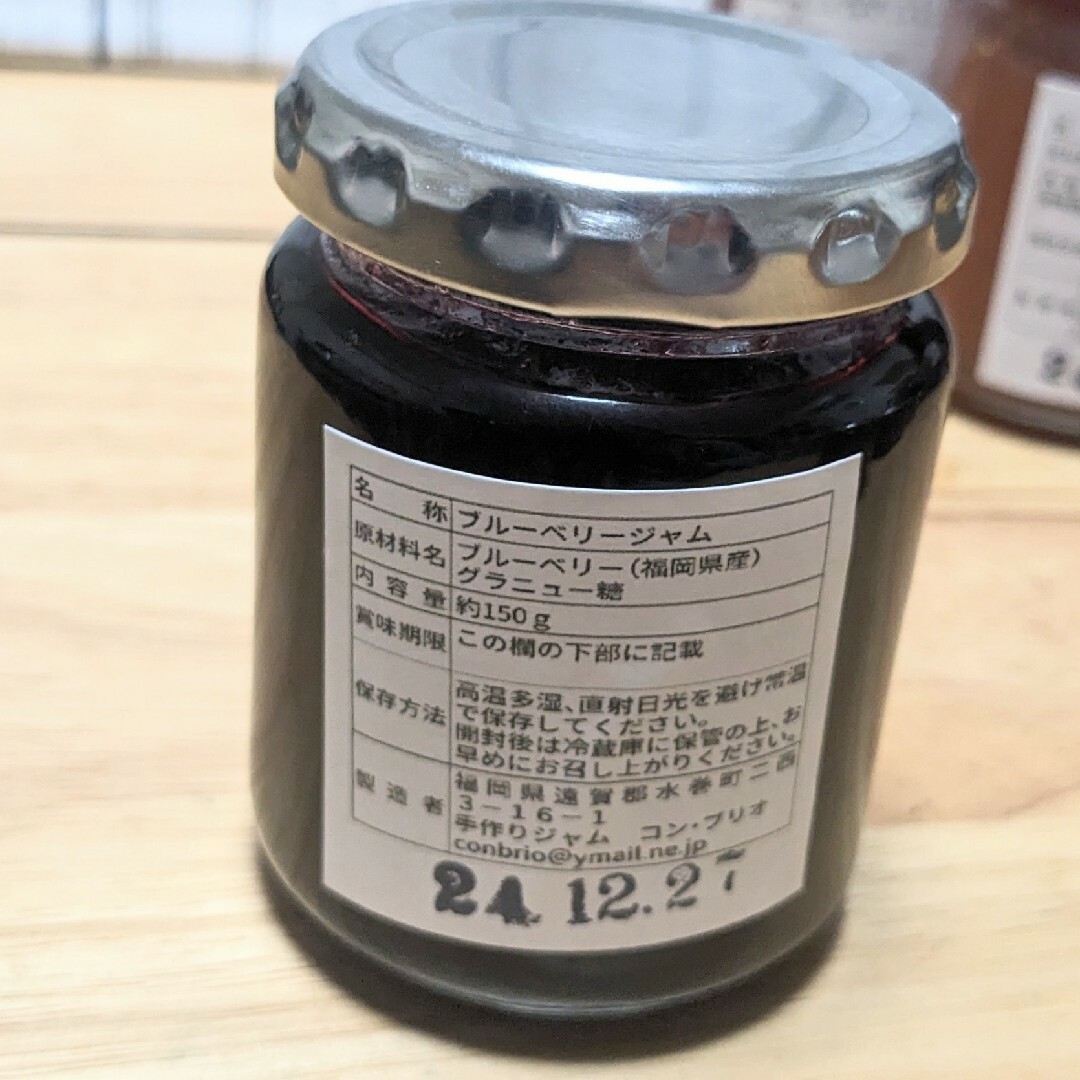 名称 ブルーベリージャム
原材料名 ブルーベリー(福岡県産)
グラニュー糖
内容量 約150g
賞味期限 この欄の下部に記載
保存方法 高温多湿、直射日光を避け常温
で保存してください。
開封後は冷蔵庫に保管の上、お
早めにお召し上がりください。
製造者 福岡県遠賀郡水巻町二西
3-16-1
手作りジャム コン・ブリオ
conbrio@ymail.ne.jp
24.12.27